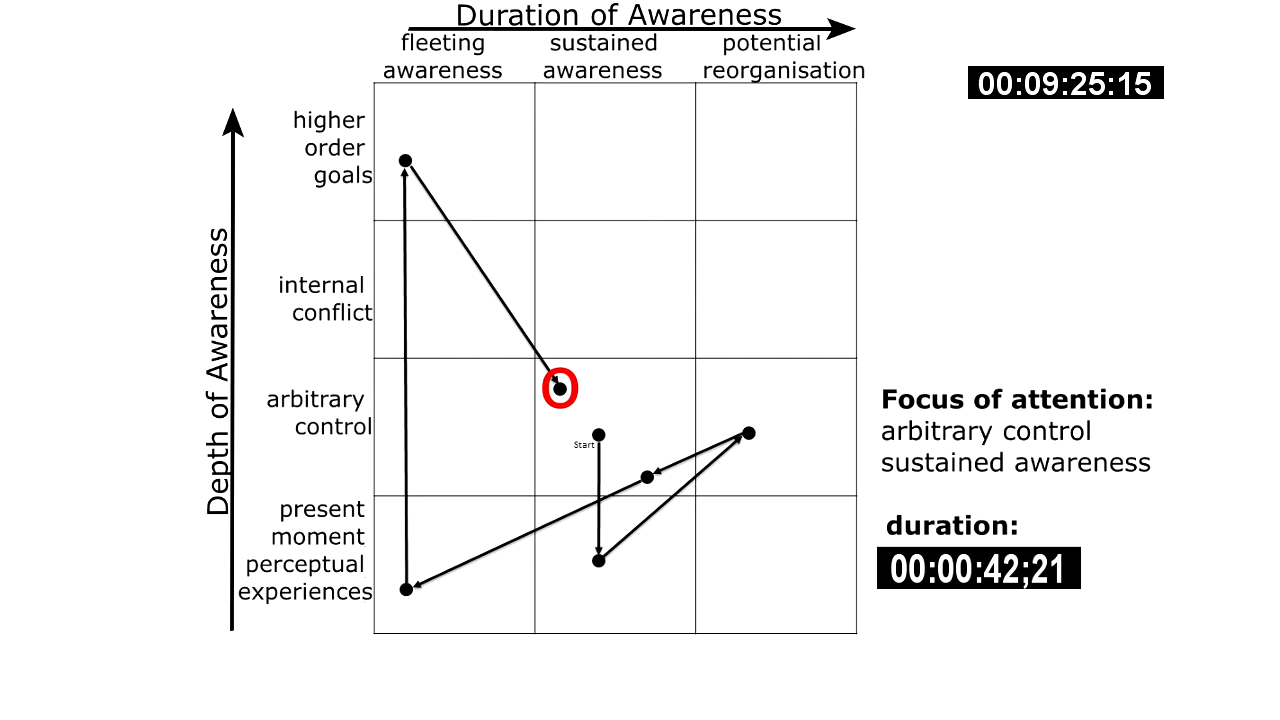 Duration of Awareness
fleeting
awareness
sustained
awareness
potential
reorganisation
00:09:25:15
Depth of Awareness
higher
order
goals
internal
conflict
arbitrary
control
present
moment
perceptual
experiences
Start
Focus of attention:
arbitrary control
sustained awareness
duration:
00:00:42;21